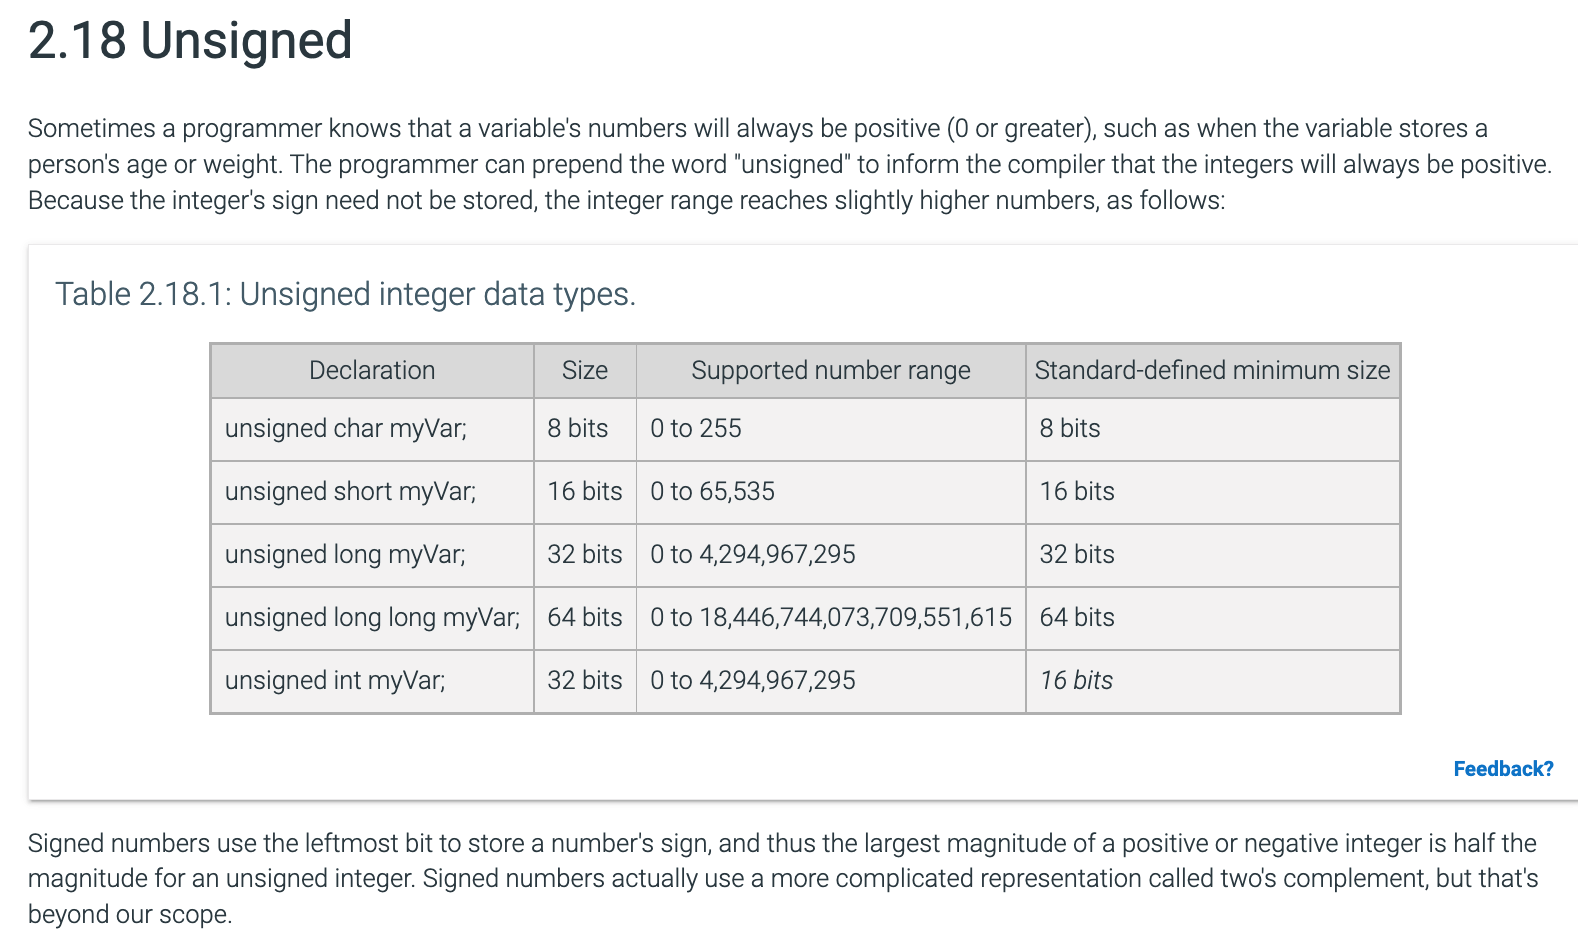 2.18 Unsigned
Sometimes a programmer knows that a variable's numbers will always be positive (0 or greater), such as when the variable stores a
person's age or weight. The programmer can prepend the word "unsigned" to inform the compiler that the integers will always be positive.
Because the integer's sign need not be stored, the integer range reaches slightly higher numbers, as follows:
Table 2.18.1: Unsigned integer data types.
Declaration Size Supported number range Standard-defined minimum size
unsigned char myVar; 8 bits 0 to 255 8 bits
unsigned short myVar; 16 bits 0 to 65,535 16 bits
unsigned long myVar; 32 bits 0 to 4,294,967,295 32 bits
unsigned long long myVar; 64 bits 0 to 18,446,744,073,709,551,615 64 bits
unsigned int myVar; 32 bits 0 to 4,294,967,295 16 bits
Feedback?
Signed numbers use the leftmost bit to store a number's sign, and thus the largest magnitude of a positive or negative integer is half the
magnitude for an unsigned integer. Signed numbers actually use a more complicated representation called two's complement, but that's
beyond our scope.